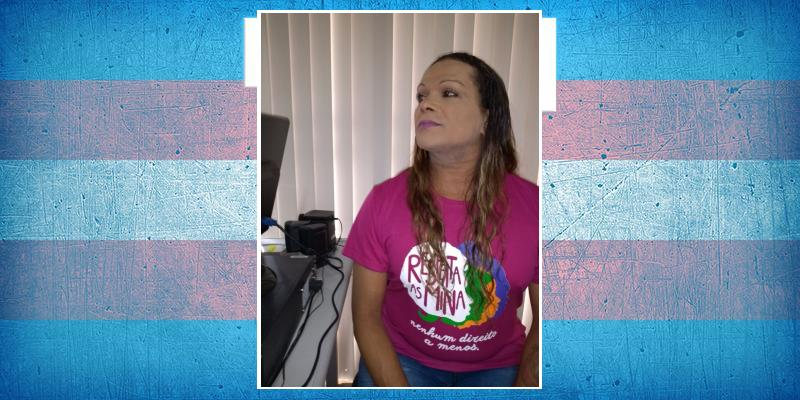 RESPEITA
AS MINA
nenhum direito
a menos.